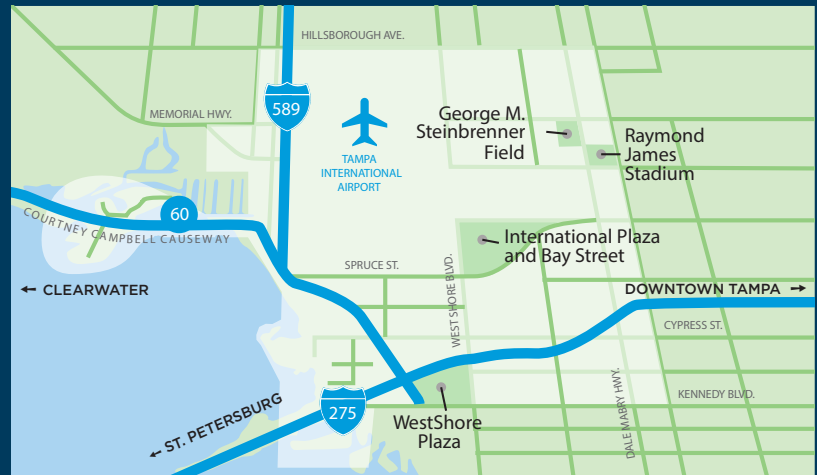 HILLSBOROUGH AVE.
MEMORIAL HWY.
589
TAMPA
INTERNATIONAL
AIRPORT
George M.
Steinbrenner
Field
Raymond
James
Stadium
60
COURTNEY CAMPBELL CAUSEWAY
International Plaza
and Bay Street
SPRUCE ST.
WEST SHORE BLVD.
← CLEARWATER
DOWNTOWN TAMPA →
CYPRESS ST.
KENNEDY BLVD.
DALE MABRY HWY.
← ST. PETERSBURG
275
WestShore
Plaza